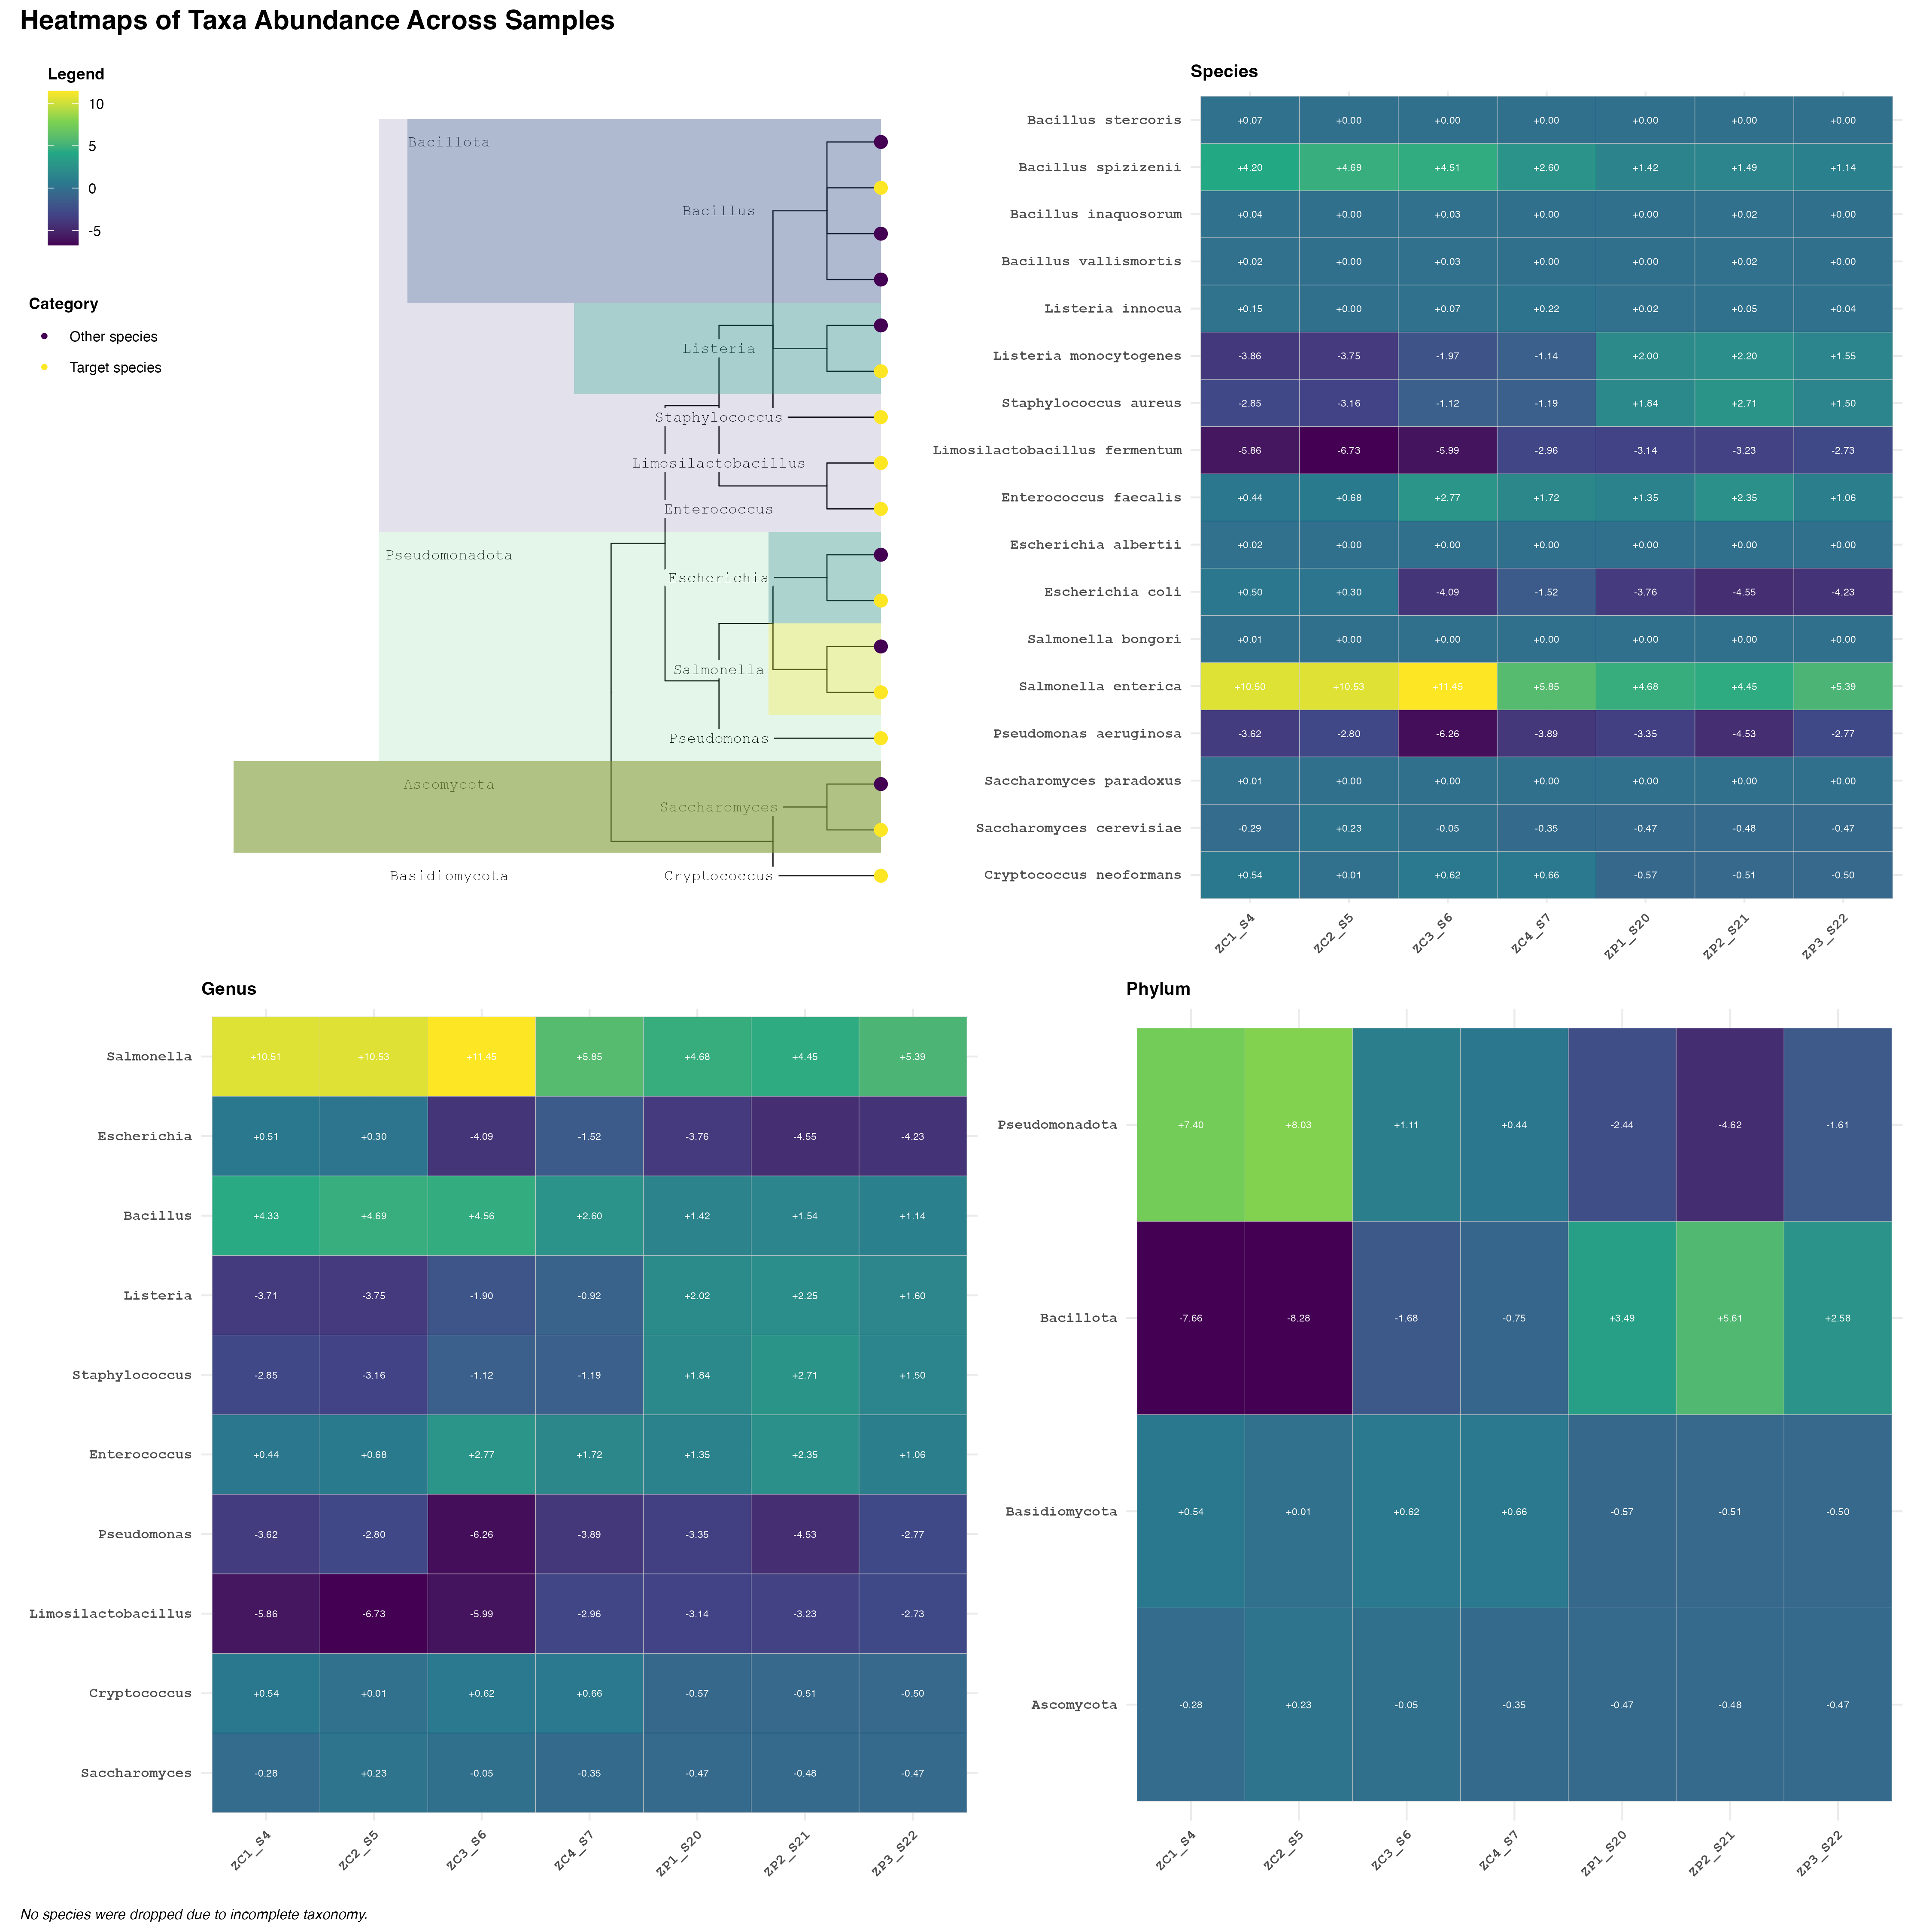 Heatmaps of Taxa Abundance Across Samples
Legend
10
5
0
-5
Category
Other species
Target species
Bacillota
Bacillus
Listeria
Staphylococcus
Limosilactobacillus
Enterococcus
Pseudomonadota
Escherichia
Salmonella
Pseudomonas
Ascomycota
Saccharomyces
Basidiomycota Cryptococcus
Species
Bacillus stercoris +0.07 +0.00 +0.00 +0.00 +0.00 +0.00 +0.00
Bacillus spizizenii +4.20 +4.69 +4.51 +2.60 +1.42 +1.49 +1.14
Bacillus inaquosorum +0.04 +0.00 +0.03 +0.00 +0.00 +0.02 +0.00
Bacillus vallismortis +0.02 +0.00 +0.03 +0.00 +0.00 +0.02 +0.00
Listeria innocua +0.15 +0.00 +0.07 +0.22 +0.02 +0.05 +0.04
Listeria monocytogenes -3.86 -3.75 -1.97 -1.14 +2.00 +2.20 +1.55
Staphylococcus aureus -2.85 -3.16 -1.12 -1.19 +1.84 +2.71 +1.50
Limosilactobacillus fermentum -5.86 -6.73 -5.99 -2.96 -3.14 -3.23 -2.73
Enterococcus faecalis +0.44 +0.68 +2.77 +1.72 +1.35 +2.35 +1.06
Escherichia albertii +0.02 +0.00 +0.00 +0.00 +0.00 +0.00 +0.00
Escherichia coli +0.50 +0.30 -4.09 -1.52 -3.76 -4.55 -4.23
Salmonella bongori +0.01 +0.00 +0.00 +0.00 +0.00 +0.00 +0.00
Salmonella enterica +10.50 +10.53 +11.45 +5.85 +4.68 +4.45 +5.39
Pseudomonas aeruginosa -3.62 -2.80 -6.26 -3.89 -3.35 -4.53 -2.77
Saccharomyces paradoxus +0.01 +0.00 +0.00 +0.00 +0.00 +0.00 +0.00
Saccharomyces cerevisiae -0.29 +0.23 -0.05 -0.35 -0.47 -0.48 -0.47
Cryptococcus neoformans +0.54 +0.01 +0.62 +0.66 -0.57 -0.51 -0.50
ZC1_S4 ZC2_S5 ZC3_S6 ZC4_S7 ZP1_S20 ZP2_S21 ZP3_S22
Genus
Salmonella +10.51 +10.53 +11.45 +5.85 +4.68 +4.45 +5.39
Escherichia +0.51 +0.30 -4.09 -1.52 -3.76 -4.55 -4.23
Bacillus +4.33 +4.69 +4.56 +2.60 +1.42 +1.54 +1.14
Listeria -3.71 -3.75 -1.90 -0.92 +2.02 +2.25 +1.60
Staphylococcus -2.85 -3.16 -1.12 -1.19 +1.84 +2.71 +1.50
Enterococcus +0.44 +0.68 +2.77 +1.72 +1.35 +2.35 +1.06
Pseudomonas -3.62 -2.80 -6.26 -3.89 -3.35 -4.53 -2.77
Limosilactobacillus -5.86 -6.73 -5.99 -2.96 -3.14 -3.23 -2.73
Cryptococcus +0.54 +0.01 +0.62 +0.66 -0.57 -0.51 -0.50
Saccharomyces -0.28 +0.23 -0.05 -0.35 -0.47 -0.48 -0.47
ZC1_S4 ZC2_S5 ZC3_S6 ZC4_S7 ZP1_S20 ZP2_S21 ZP3_S22
Phylum
Pseudomonadota +7.40 +8.03 +1.11 +0.44 -2.44 -4.62 -1.61
Bacillota -7.66 -8.28 -1.68 -0.75 +3.49 +5.61 +2.58
Basidiomycota +0.54 +0.01 +0.62 +0.66 -0.57 -0.51 -0.50
Ascomycota -0.28 +0.23 -0.05 -0.35 -0.47 -0.48 -0.47
ZC1_S4 ZC2_S5 ZC3_S6 ZC4_S7 ZP1_S20 ZP2_S21 ZP3_S22
No species were dropped due to incomplete taxonomy.